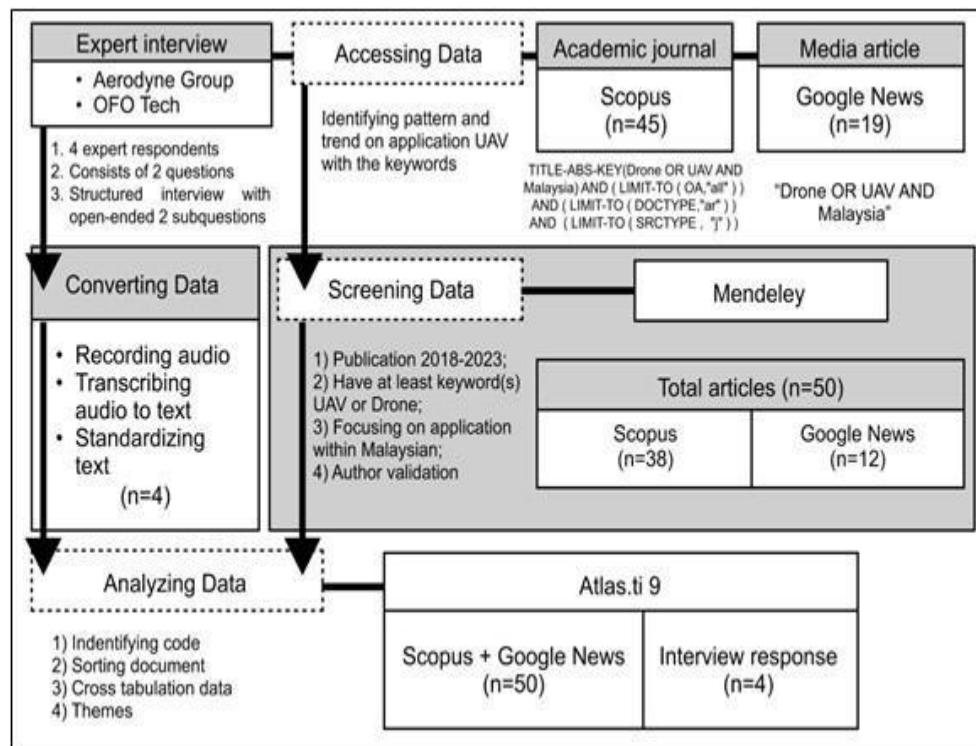 Expert interview
• Aerodyne Group
• OFO Tech
Accessing Data
Academic journal
Scopus
(n=45)
Media article
Google News
(n=19)
1. 4 expert respondents
2. Consists of 2 questions
3. Structured interview with
open-ended 2 subquestions
Identifying pattern and
trend on application UAV
with the keywords
TITLE-ABS-KEY(Drone OR UAV AND
Malaysia) AND ( LIMIT-TO ( OA,"all" ) )
AND ( LIMIT-TO ( DOCTYPE,"ar" ) )
AND ( LIMIT-TO ( SRCTYPE , "j" ) )
"Drone OR UAV AND
Malaysia"
Converting Data
• Recording audio
• Transcribing
audio to text
• Standardizing
text
(n=4)
Screening Data
Mendeley
1) Publication 2018-2023;
2) Have at least keyword(s)
UAV or Drone;
3) Focusing on application
within Malaysian;
4) Author validation
Total articles (n=50)
Scopus
(n=38)
Google News
(n=12)
Analyzing Data
1) Indentifying code
2) Sorting document
3) Cross tabulation data
4) Themes
Atlas.ti 9
Scopus + Google News
(n=50)
Interview response
(n=4)